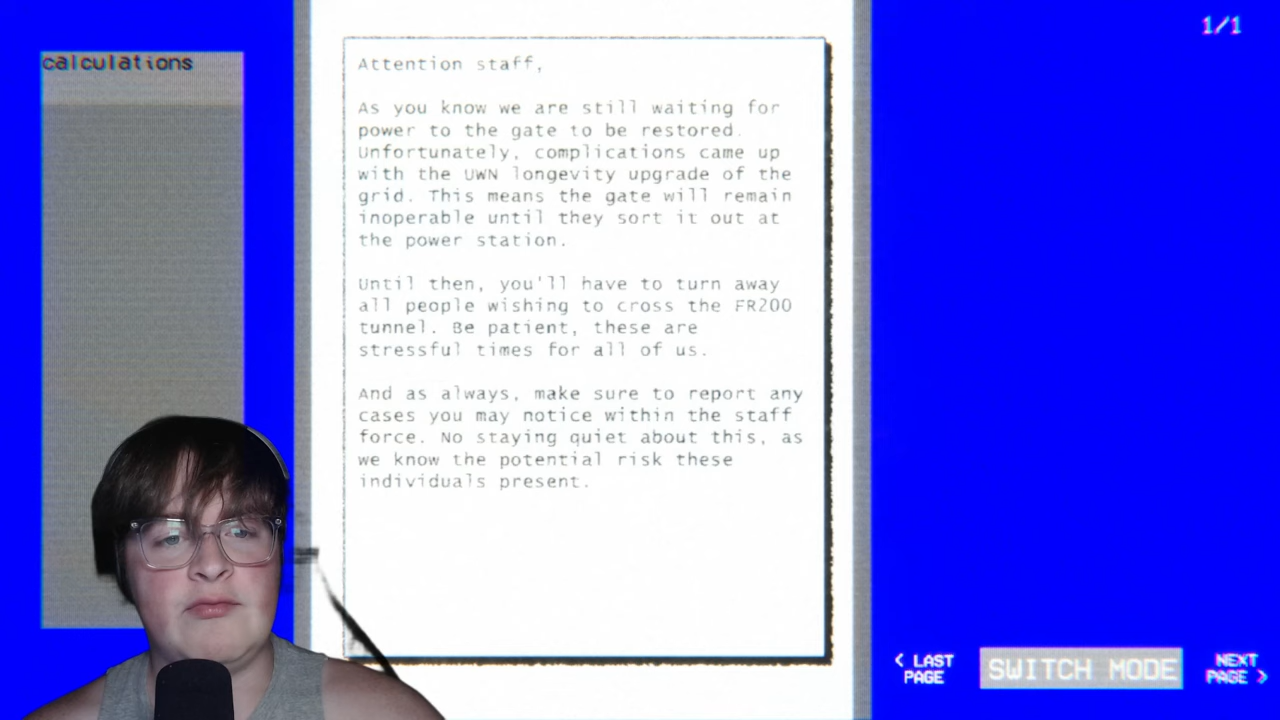 1/1
calculations
Attention staff,
As you know we are still waiting for
power to the gate to be restored.
Unfortunately, complications came up
with the UWN longevity upgrade of the
grid. This means the gate will remain
inoperable until they sort it out at
the power station.
Until then, you'll have to turn away
all people wishing to cross the FR200
tunnel. Be patient, these are
stressful times for all of us.
And as always, make sure to report any
cases you may notice within the staff
force. No staying quiet about this, as
we know the potential risk these
individuals present.
< LAST
PAGE
SWITCH MODE
NEXT
PAGE >